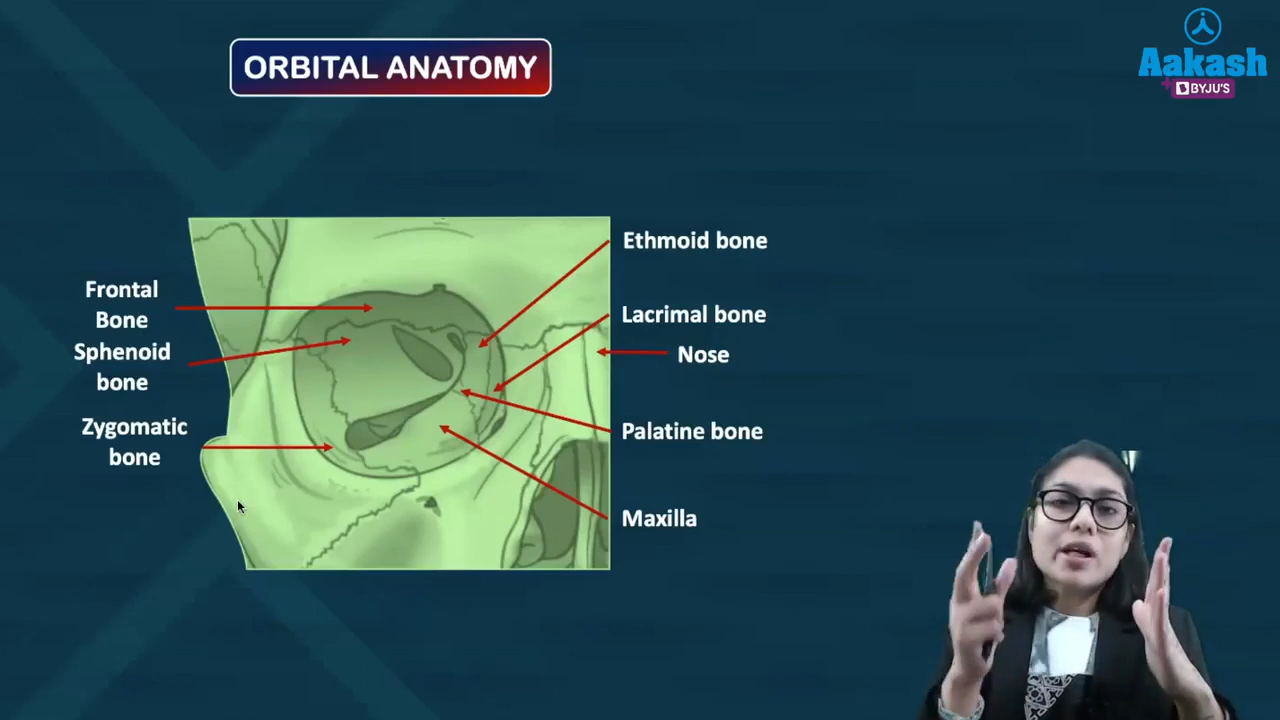 ORBITAL ANATOMY
Aakash
BYJU'S
Frontal
Bone
Sphenoid
bone
Zygomatic
bone
Ethmoid bone
Lacrimal bone
Nose
Palatine bone
Maxilla